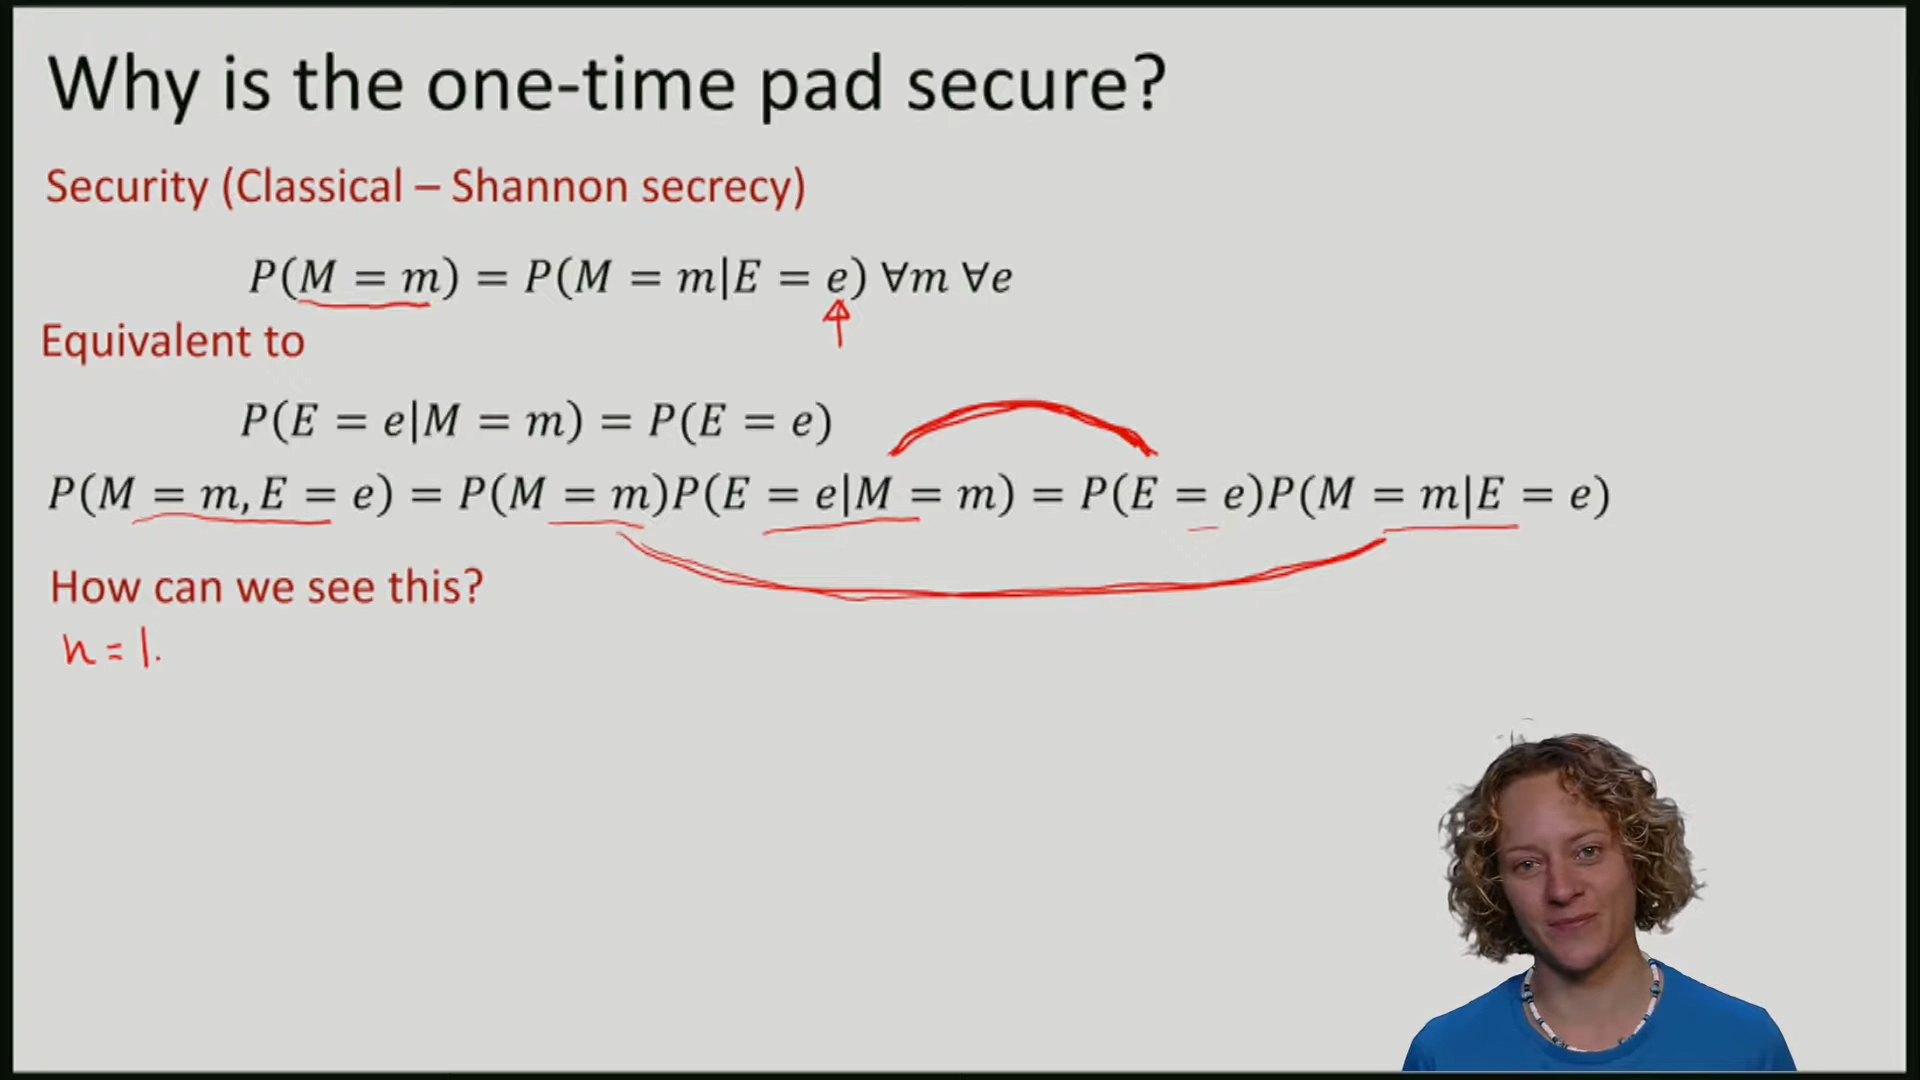 Why is the one-time pad secure?
Security (Classical – Shannon secrecy)
P(M = m) = P(M = m|E = e) ∀m ∀e
Equivalent to
P(E = e|M = m) = P(E = e)
P(M = m, E = e) = P(M = m)P(E = e|M = m) = P(E = e)P(M = m|E = e)
How can we see this?
n = 1.